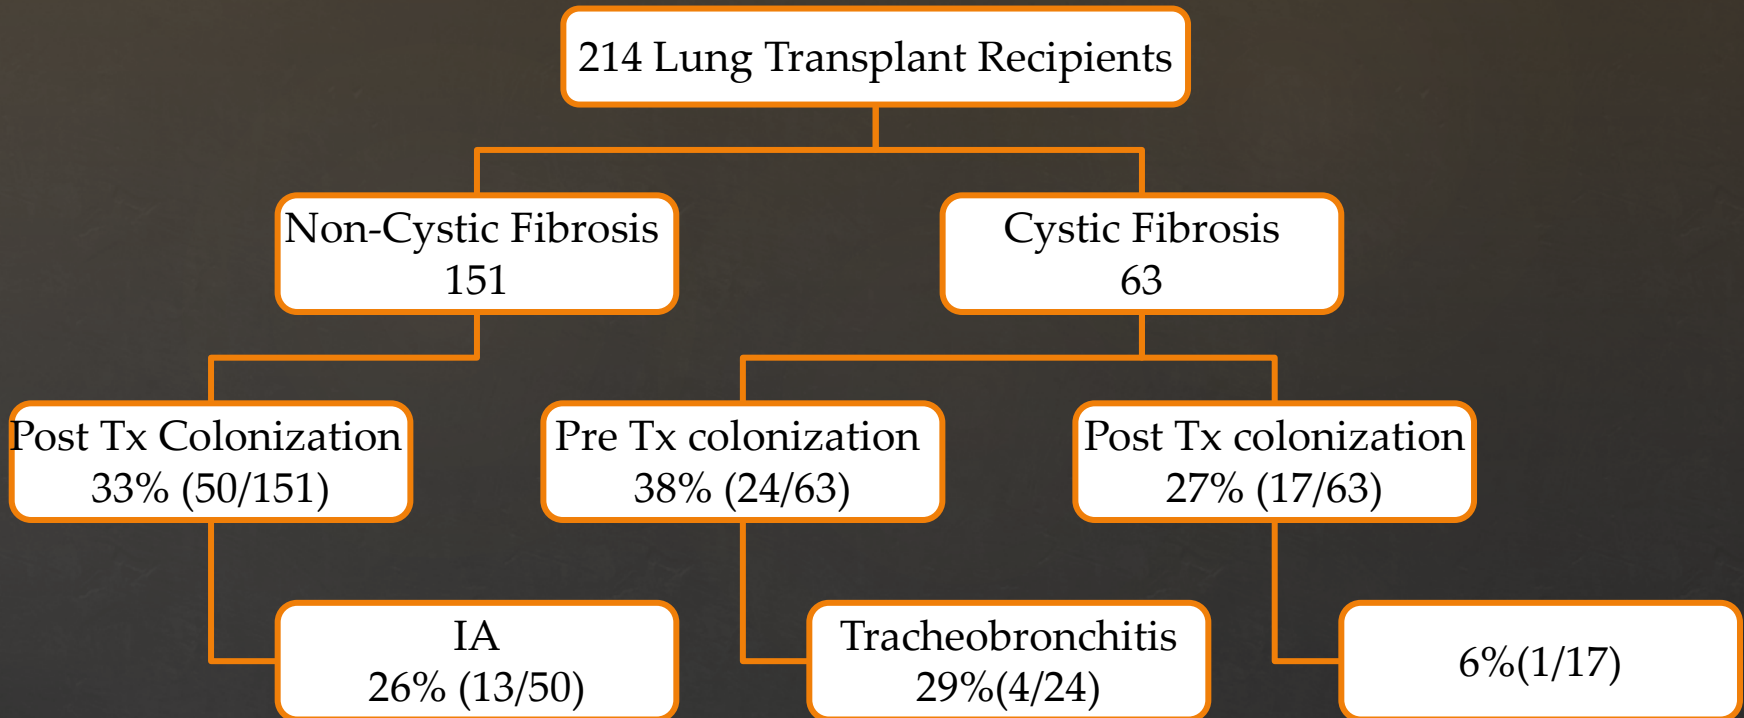 214 Lung Transplant Recipients
Non-Cystic Fibrosis
151
Cystic Fibrosis
63
Post Tx Colonization
33% (50/151)
Pre Tx colonization
38% (24/63)
Post Tx colonization
27% (17/63)
IA
26% (13/50)
Tracheobronchitis
29%(4/24)
6%(1/17)